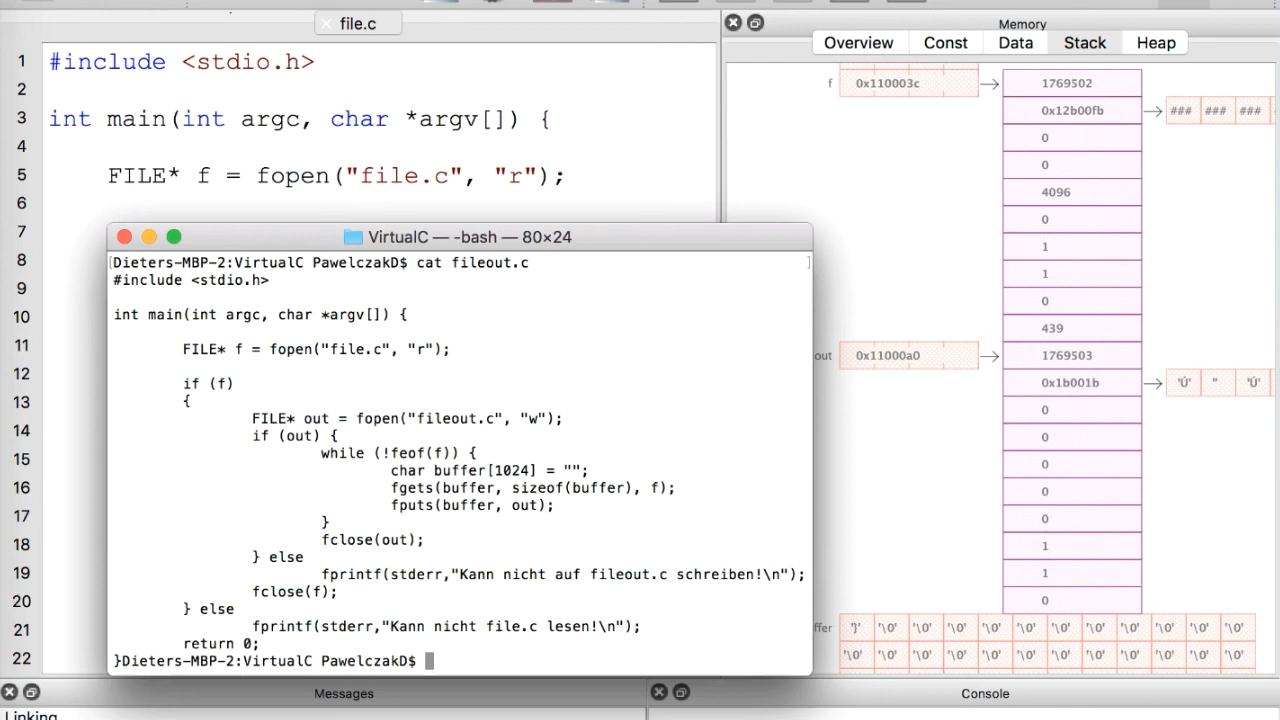 file.c
1 #include <stdio.h>
2
3 int main(int argc, char *argv[]) {
4
5 FILE* f = fopen("file.c", "r");
6
7
8
9
10
11
12
13
14
15
16
17
18
19
20
21
22
VirtualC — -bash — 80×24
Dieters-MBP-2:VirtualC PawelczakD$ cat fileout.c
#include <stdio.h>
int main(int argc, char *argv[]) {
FILE* f = fopen("file.c", "r");
if (f)
{
FILE* out = fopen("fileout.c", "w");
if (out) {
while (!feof(f)) {
char buffer[1024] = "";
fgets(buffer, sizeof(buffer), f);
fputs(buffer, out);
}
fclose(out);
} else
fprintf(stderr,"Kann nicht auf fileout.c schreiben!\n");
fclose(f);
} else
fprintf(stderr,"Kann nicht file.c lesen!\n");
return 0;
}Dieters-MBP-2:VirtualC PawelczakD$
Memory
Overview Const Data Stack Heap
f 0x110003c 1769502
0x12b00fb ### ### ###
0
0
4096
0
1
1
0
439
out 0x11000a0 1769503
0x1b001b 'Ú' '' 'Ú'
0
0
0
0
0
1
1
0
ffer '}' '\0' '\0' '\0' '\0' '\0' '\0' '\0' '\0' '\0' '\0' '\0'
'\0' '\0' '\0' '\0' '\0' '\0' '\0' '\0' '\0' '\0' '\0' '\0'
Messages
Console
Linking